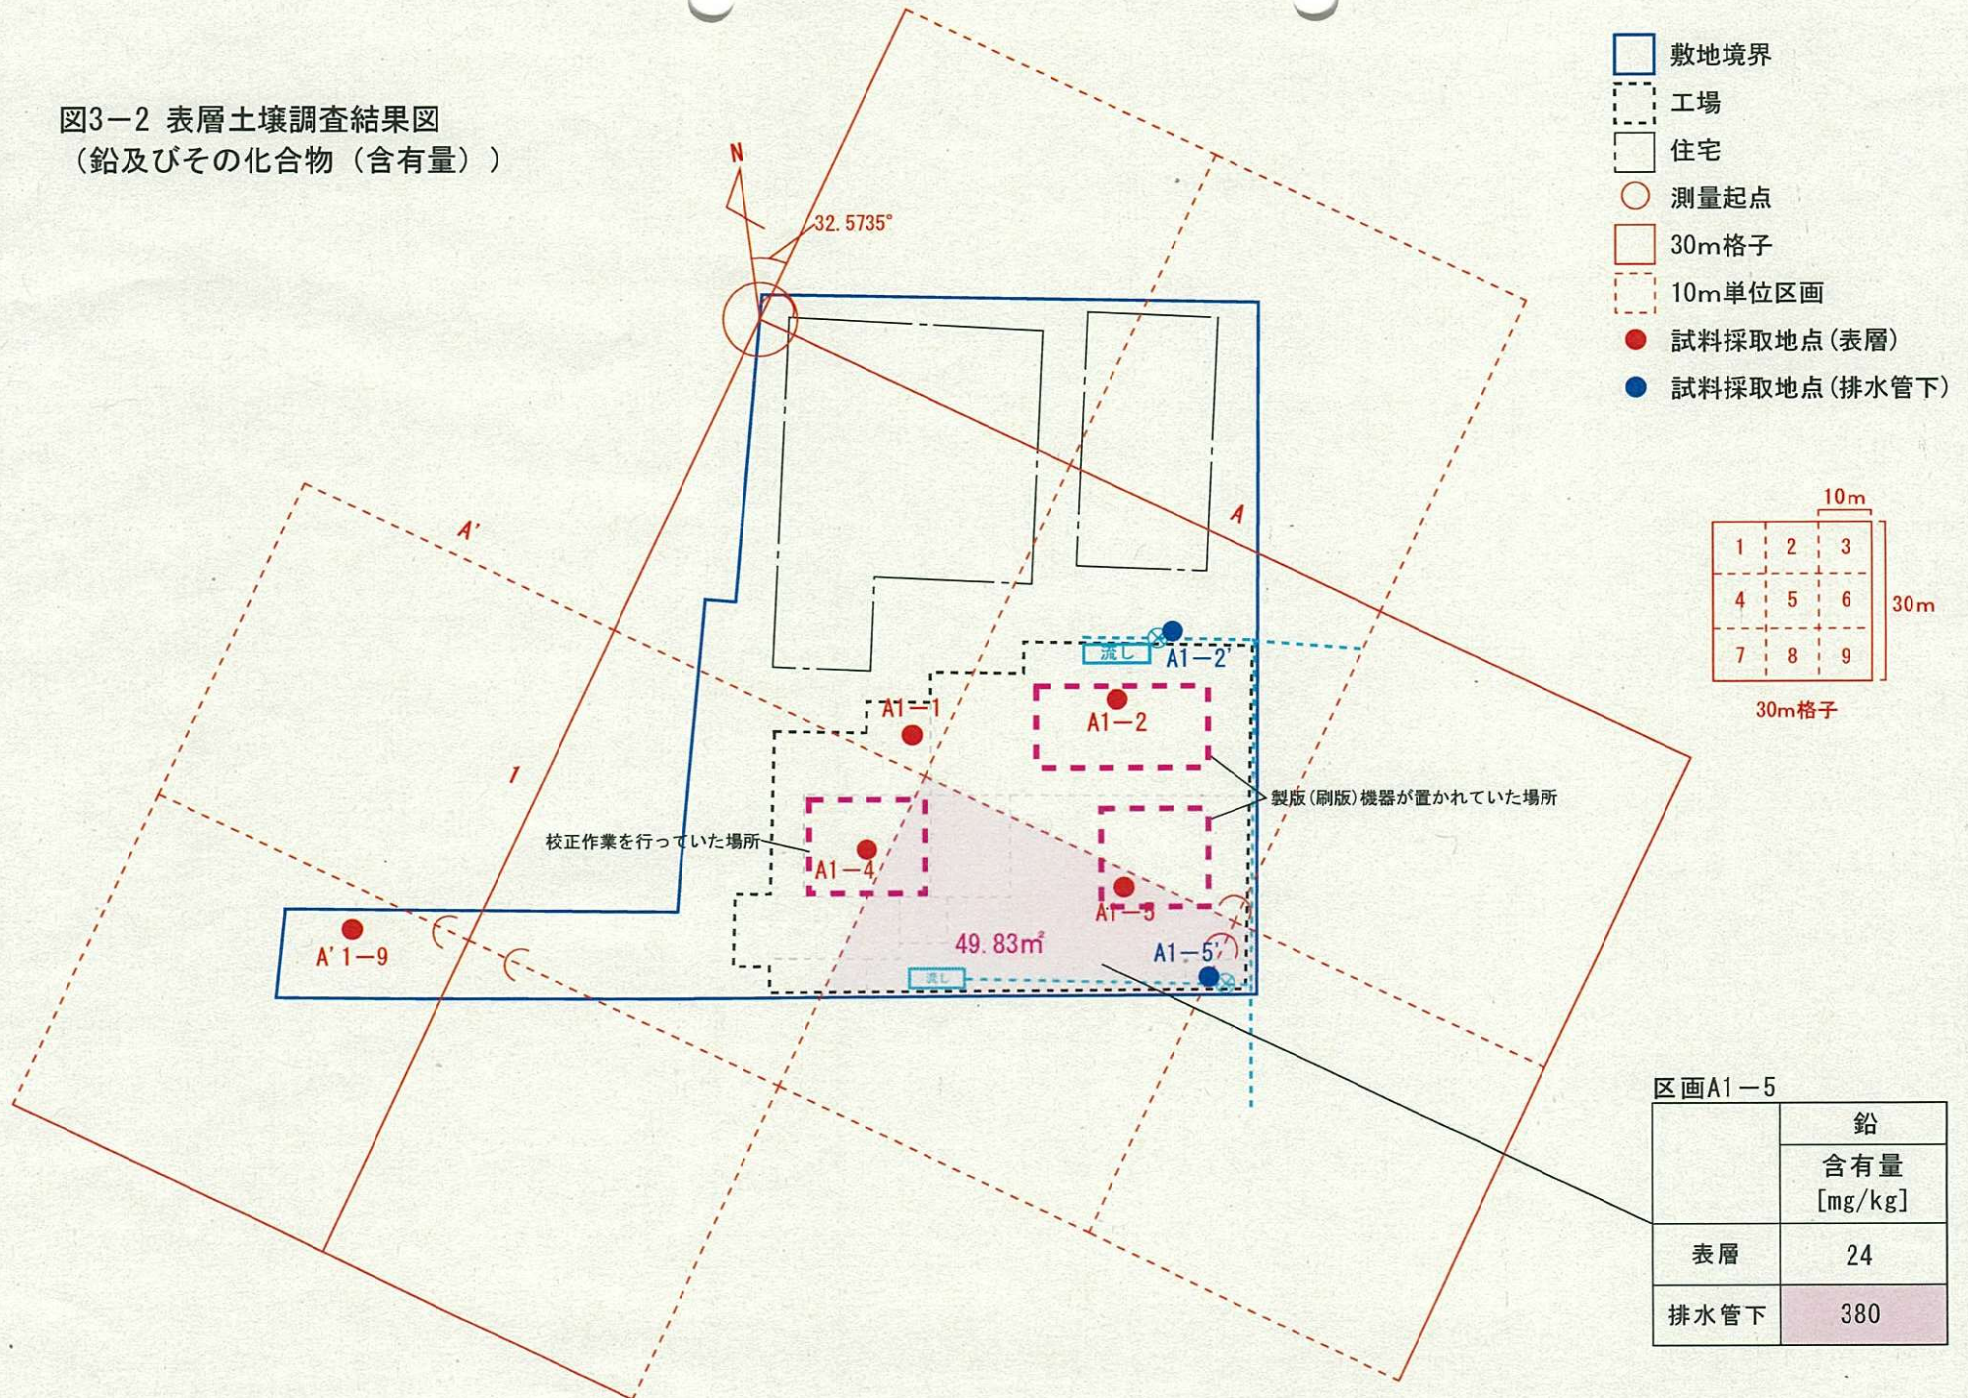 図3－2 表層土壌調査結果図
（鉛及びその化合物（含有量））
敷地境界
工場
住宅
測量起点
30m格子
10m単位区画
試料採取地点(表層)
試料採取地点(排水管下)
N
32.5735°
A'
A
1
10m
1 2 3
4 5 6
7 8 9
30m
30m格子
流し
A1－2'
A1－1
A1－2
製版(刷版)機器が置かれていた場所
校正作業を行っていた場所
A1－4
A1－5
A'1－9
49.83㎡
A1－5'
流し
区画A1－5
鉛
含有量
[mg/kg]
表層 24
排水管下 380